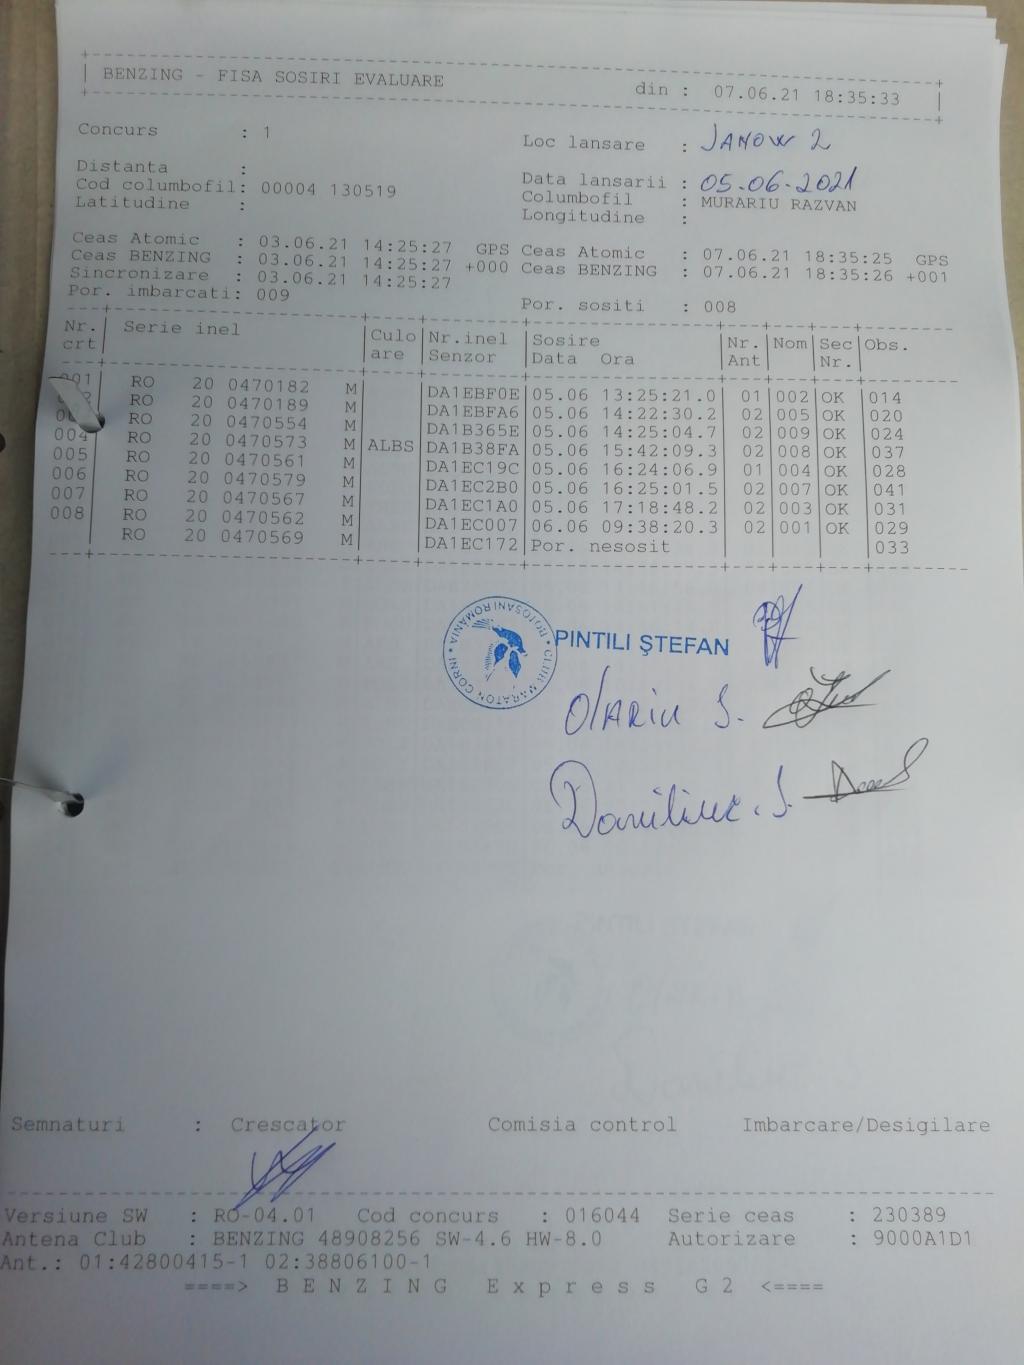 BENZING - FISA SOSIRI EVALUARE din : 07.06.21 18:35:33
Concurs : 1 Loc lansare : JANOW 2
Distanta : Data lansarii : 05.06.2021
Cod columbofil: 00004 130519 Columbofil : MURARIU RAZVAN
Latitudine : Longitudine :
Ceas Atomic : 03.06.21 14:25:27 GPS Ceas Atomic : 07.06.21 18:35:25 GPS
Ceas BENZING : 03.06.21 14:25:27 +000 Ceas BENZING : 07.06.21 18:35:26 +001
Sincronizare : 03.06.21 14:25:27
Por. imbarcati: 009 Por. sositi : 008
Nr. Serie inel Culo Nr.inel Sosire Nr. Nom Sec Obs.
crt are Senzor Data Ora Ant Nr.
001 RO 20 0470182 M DA1EBF0E 05.06 13:25:21.0 01 002 OK 014
RO 20 0470189 M DA1EBFA6 05.06 14:22:30.2 02 005 OK 020
RO 20 0470554 M DA1B365E 05.06 14:25:04.7 02 009 OK 024
004 RO 20 0470573 M ALBS DA1B38FA 05.06 15:42:09.3 02 008 OK 037
005 RO 20 0470561 M DA1EC19C 05.06 16:24:06.9 01 004 OK 028
006 RO 20 0470579 M DA1EC2B0 05.06 16:25:01.5 02 007 OK 041
007 RO 20 0470567 M DA1EC1A0 05.06 17:18:48.2 02 003 OK 031
008 RO 20 0470562 M DA1EC007 06.06 09:38:20.3 02 001 OK 029
RO 20 0470569 M DA1EC172 Por. nesosit 033
CLUB MARATON CORNI BOTOSANI ROMÂNIA
PINTILI ŞTEFAN
Olariu S.
Daniliuc. S.
Semnaturi : Crescator Comisia control Imbarcare/Desigilare
Versiune SW : RO-04.01 Cod concurs : 016044 Serie ceas : 230389
Antena Club : BENZING 48908256 SW-4.6 HW-8.0 Autorizare : 9000A1D1
Ant.: 01:42800415-1 02:38806100-1
====> BENZING Express G2 <====